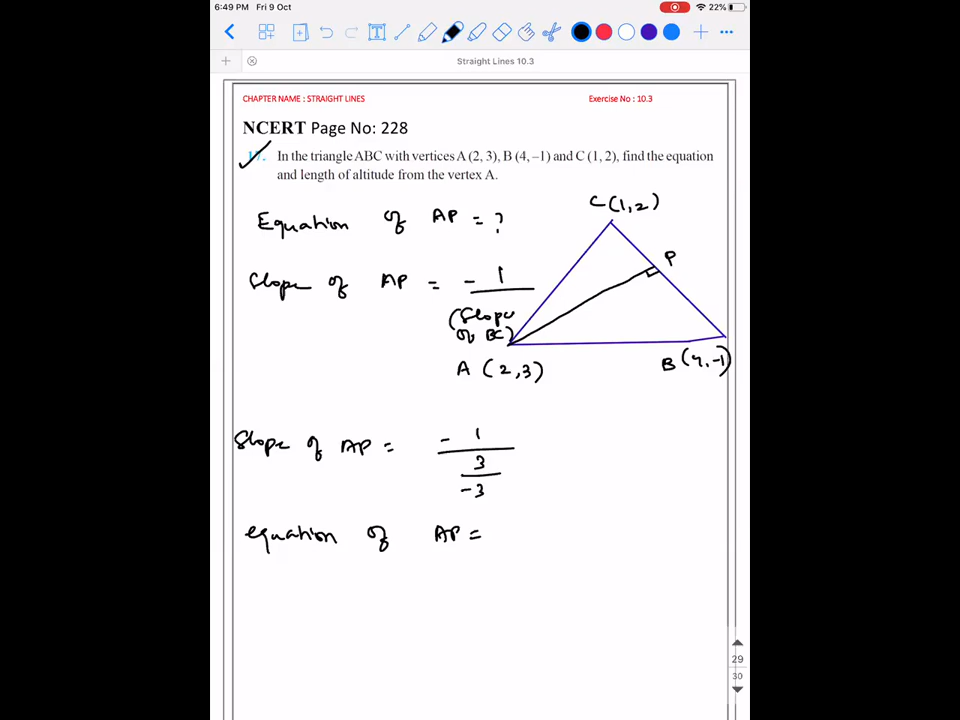 6:49 PM Fri 9 Oct 22%
Straight Lines 10.3
CHAPTER NAME : STRAIGHT LINES Exercise No : 10.3
NCERT Page No: 228
17. In the triangle ABC with vertices A (2, 3), B (4, –1) and C (1, 2), find the equation
and length of altitude from the vertex A.
C (1, 2)
Equation of AP = ?
P
Slope of AP = - 1
(Slope
of BC)
A (2, 3)
B (4, -1)
Slope of AP = - 1
3
-3
equation of AP =
29
30